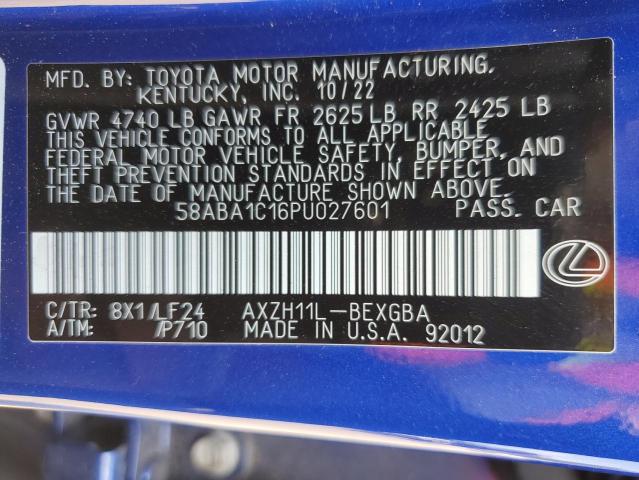 MFD. BY: TOYOTA MOTOR MANUFACTURING,
KENTUCKY, INC. 10/22
GVWR 4740 LB GAWR FR 2625 LB, RR 2425 LB
THIS VEHICLE CONFORMS TO ALL APPLICABLE
FEDERAL MOTOR VEHICLE SAFETY, BUMPER, AND
THEFT PREVENTION STANDARDS IN EFFECT ON
THE DATE OF MANUFACTURE SHOWN ABOVE.
58ABA1C16PU027601 PASS. CAR
C/TR: 8X1/LF24 AXZH11L-BEXGBA
A/TM: /P710 MADE IN U.S.A. 92012